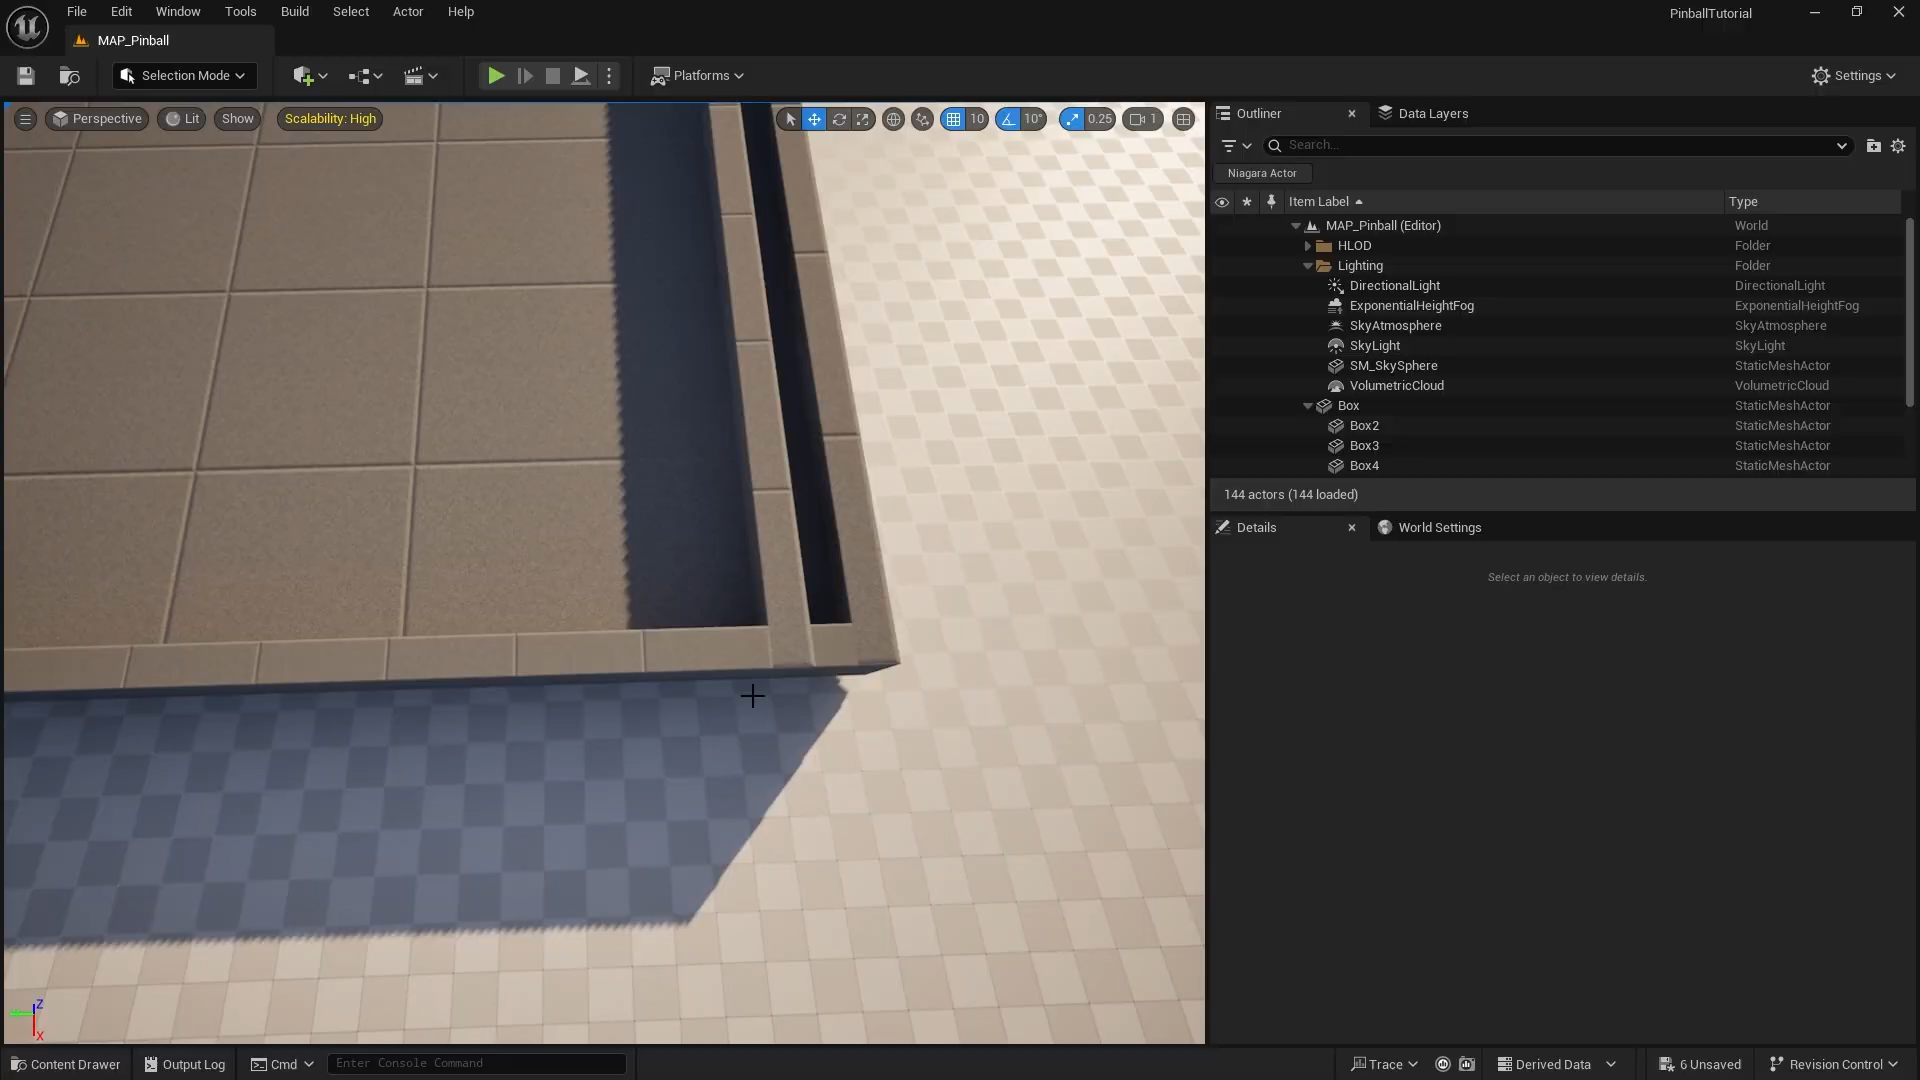 File Edit Window Tools Build Select Actor Help
PinballTutorial
MAP_Pinball
Selection Mode
Platforms
Settings
Perspective Lit Show Scalability: High
10 10° 0.25 1
Outliner
Data Layers
Search...
Niagara Actor
Item Label Type
MAP_Pinball (Editor) World
HLOD Folder
Lighting Folder
DirectionalLight DirectionalLight
ExponentialHeightFog ExponentialHeightFog
SkyAtmosphere SkyAtmosphere
SkyLight SkyLight
SM_SkySphere StaticMeshActor
VolumetricCloud VolumetricCloud
Box StaticMeshActor
Box2 StaticMeshActor
Box3 StaticMeshActor
Box4 StaticMeshActor
144 actors (144 loaded)
Details
World Settings
Select an object to view details.
Z
X
Content Drawer Output Log Cmd Enter Console Command
Trace Derived Data 6 Unsaved Revision Control